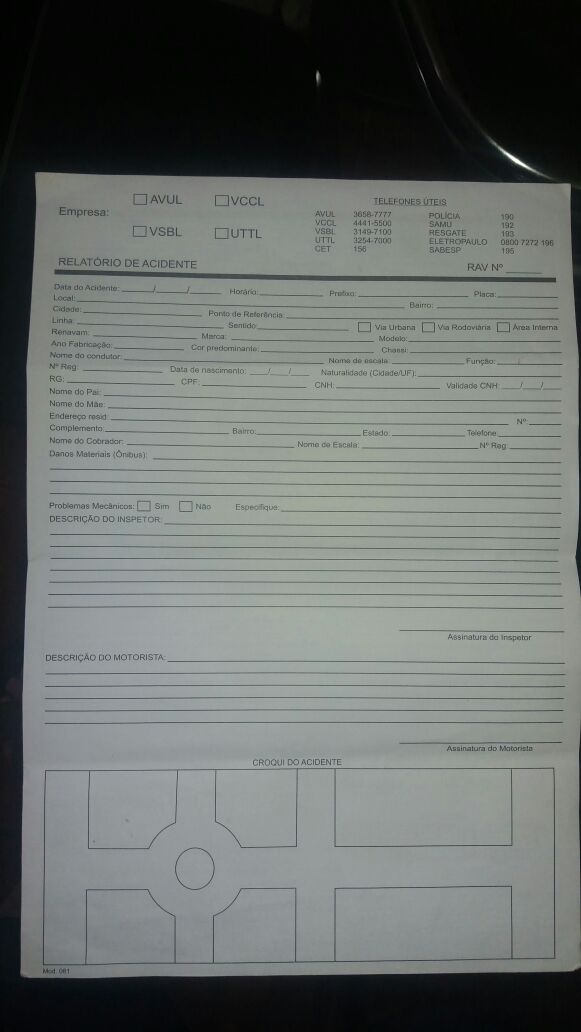 Empresa: AVUL VCCL
VSBL UTTL
TELEFONES ÚTEIS
AVUL 3658-7777 POLÍCIA 190
VCCL 4441-5500 SAMU 192
VSBL 3149-7100 RESGATE 193
UTTL 3254-7000 ELETROPAULO 0800 7272 196
CET 156 SABESP 195
RELATÓRIO DE ACIDENTE RAV Nº ______
Data do Acidente: ______/______/______ Horário: ______ Prefixo: ______ Placa: ______
Local: ______ Bairro: ______
Cidade: ______ Ponto de Referência: ______
Linha: ______ Sentido: ______ Via Urbana Via Rodoviária Área Interna
Renavam: ______ Marca: ______ Modelo: ______
Ano Fabricação: ______ Cor predominante: ______ Chassi: ______
Nome do condutor: ______ Nome de escala: ______ Função: ______
Nº Reg: ______ Data de nascimento: ____/____/____ Naturalidade (Cidade/UF): ______
RG: ______ CPF: ______ CNH: ______ Validade CNH: ____/____/____
Nome do Pai: ______
Nome do Mãe: ______
Endereço resid: ______ Nº: ______
Complemento: ______ Bairro: ______ Estado: ______ Telefone: ______
Nome do Cobrador: ______ Nome de Escala: ______ Nº Reg: ______
Danos Materiais (Ônibus): ______
Problemas Mecânicos: Sim Não Especifique: ______
DESCRIÇÃO DO INSPETOR: ______
Assinatura do Inspetor
DESCRIÇÃO DO MOTORISTA: ______
Assinatura do Motorista
CROQUI DO ACIDENTE
Mod. 061